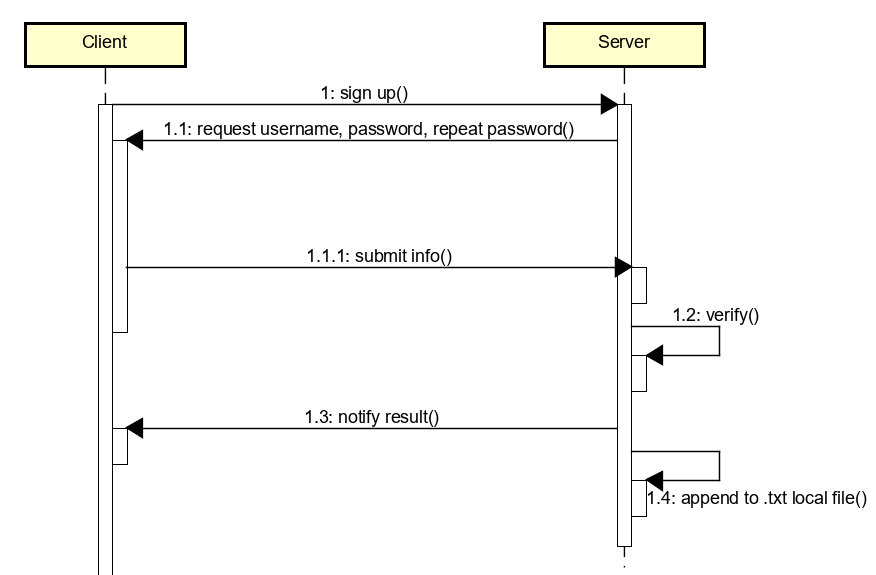 Client
Server
1: sign up()
1.1: request username, password, repeat password()
1.1.1: submit info()
1.2: verify()
1.3: notify result()
1.4: append to .txt local file()